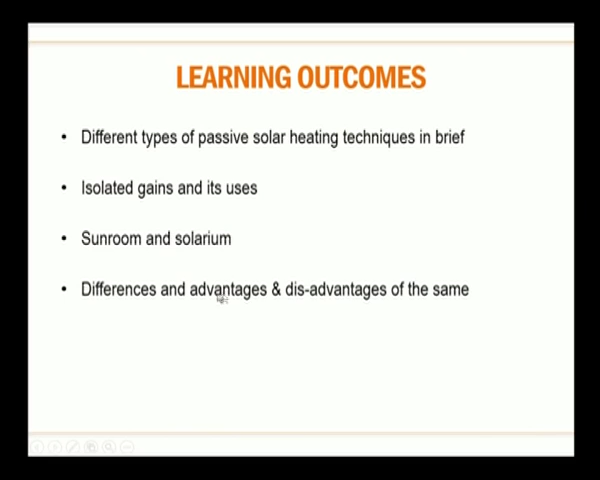 LEARNING OUTCOMES
• Different types of passive solar heating techniques in brief
• Isolated gains and its uses
• Sunroom and solarium
• Differences and advantages & dis-advantages of the same